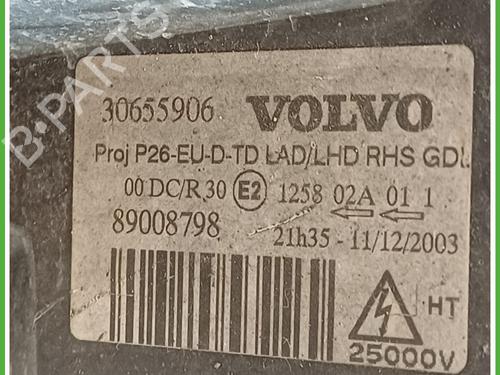 30655906 VOLVO
Proj P26-EU-D-TD LAD/LHD RHS GDL
00 DC/R 30 E2 1258 02A 01 1
89008798 21h35 - 11/12/2003
HT
25000V
B-PARTS